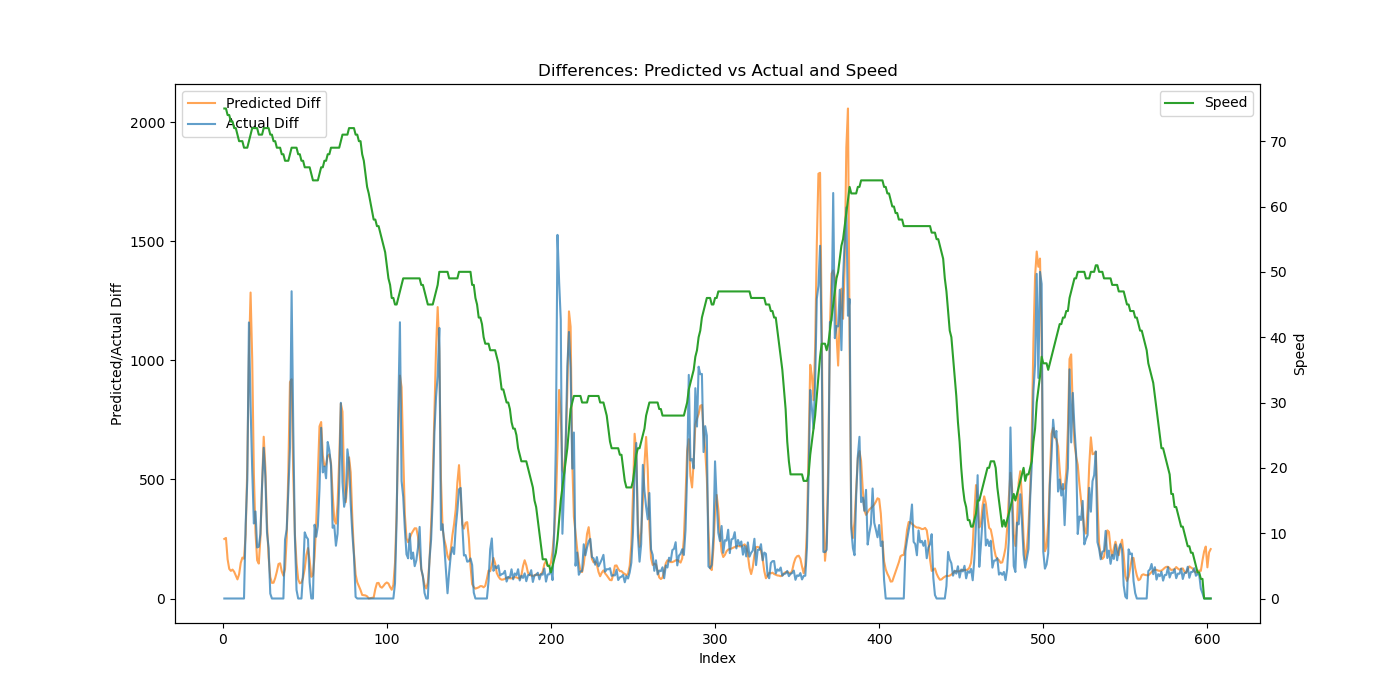 Differences: Predicted vs Actual and Speed
Predicted Diff
Actual Diff
Speed
2000
1500
1000
500
0
Predicted/Actual Diff
70
60
50
40
30
20
10
0
Speed
0 100 200 300 400 500 600
Index